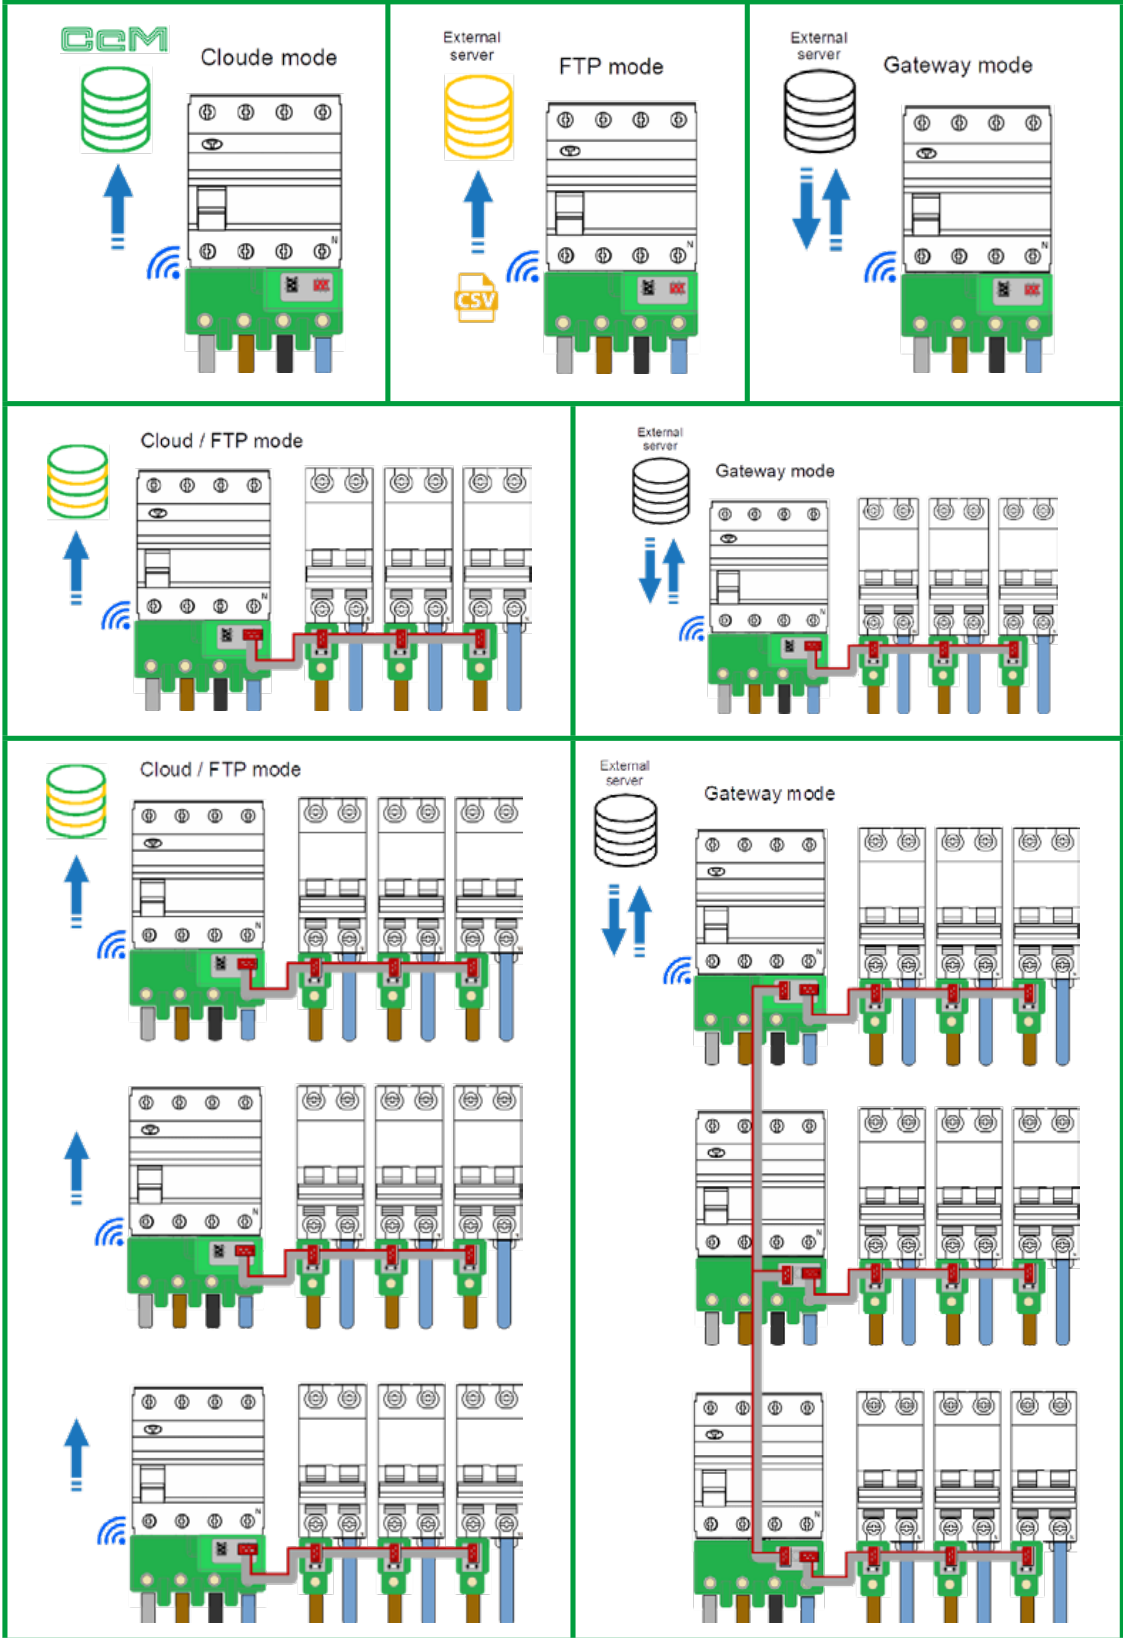 CcM
Cloude mode
External
server
FTP mode
CSV
External
server
Gateway mode
N
N
N
Cloud / FTP mode
N
External
server
Gateway mode
N
Cloud / FTP mode
N
N
N
External
server
Gateway mode
N
N
N